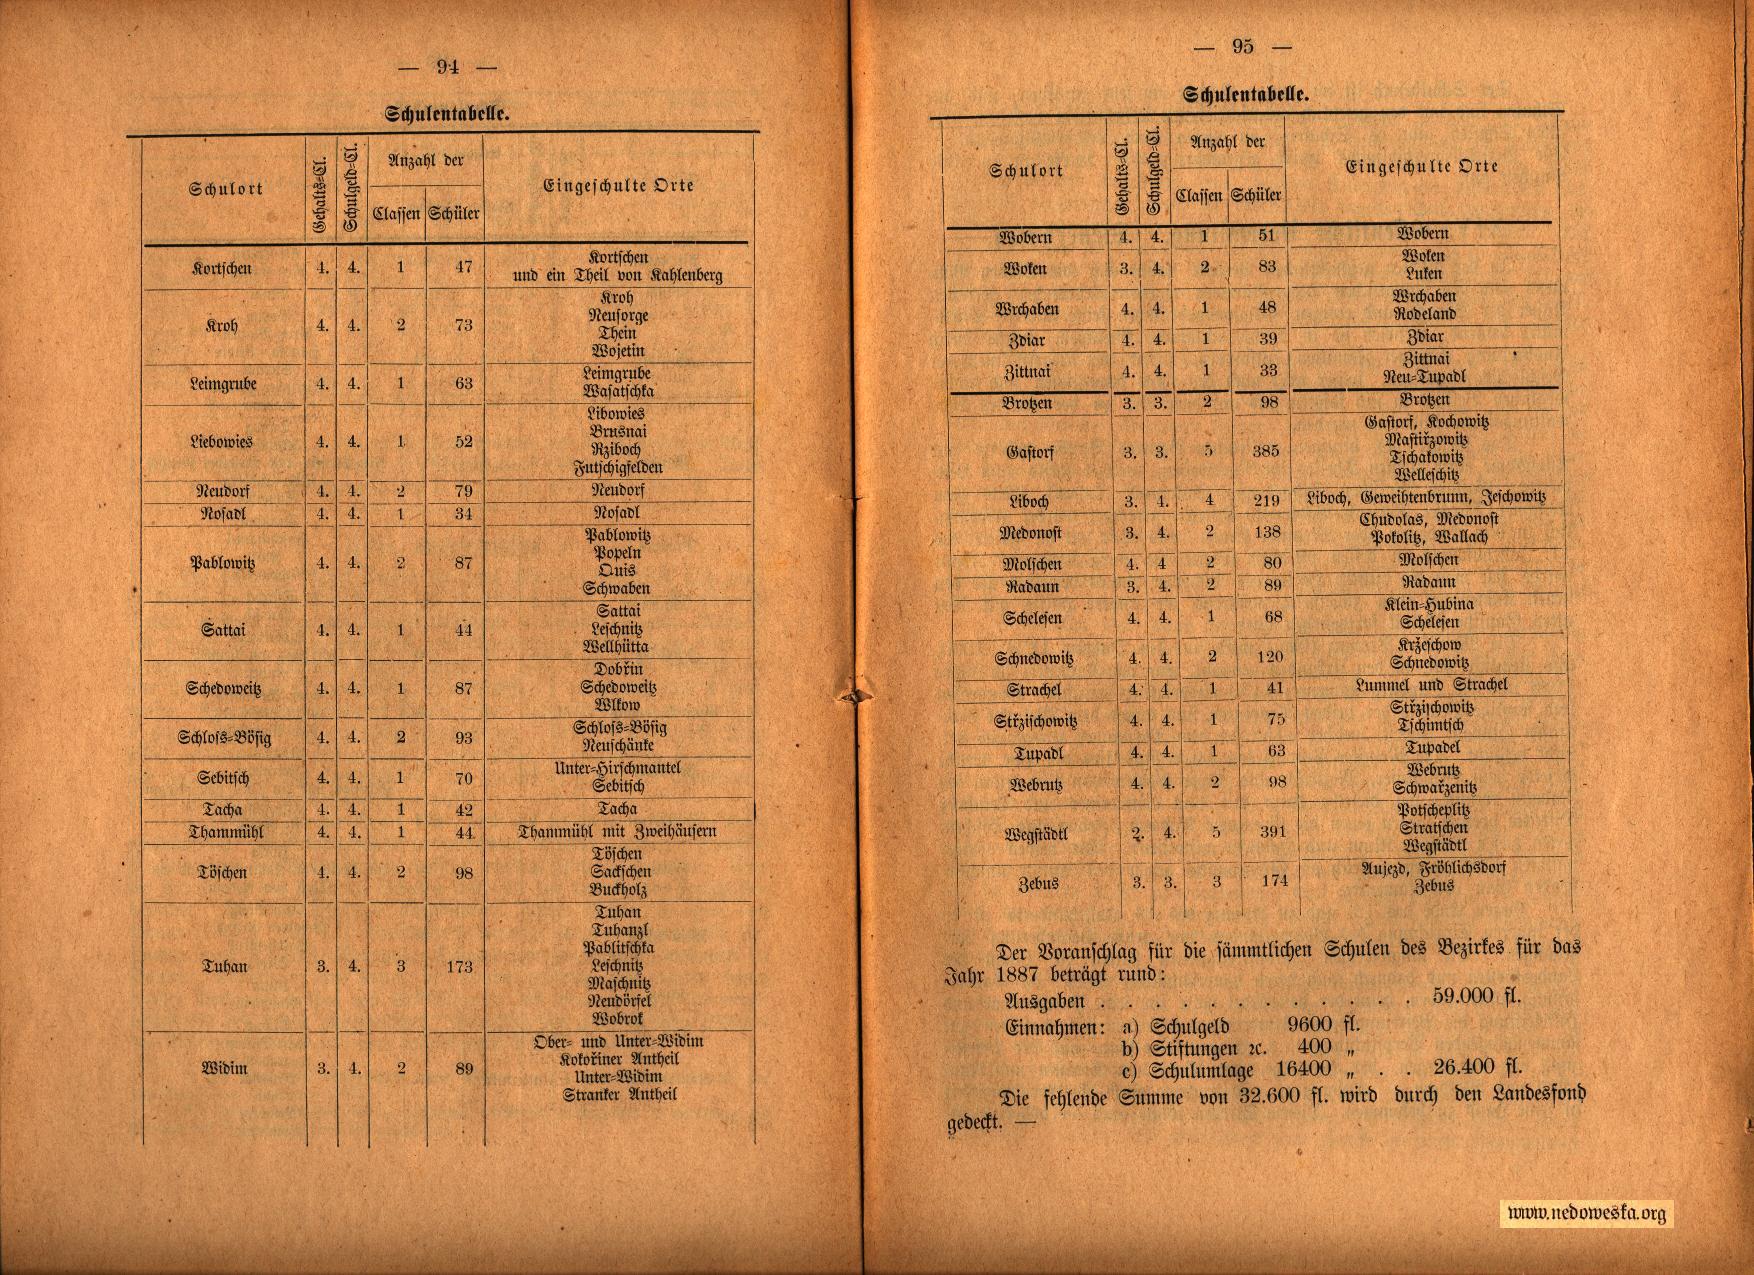 — 94 —
Schulentabelle.
Schulort Gehalts-Cl. Schulgeld-Cl. Anzahl der Classen Schüler Eingeschulte Orte
Kortschen 4. 4. 1 47 Kortschen
und ein Theil von Kahlenberg
Kroh 4. 4. 2 73 Kroh
Neusorge
Thein
Wojetin
Leimgrube 4. 4. 1 63 Leimgrube
Wasatschka
Liebowies 4. 4. 1 52 Libowies
Brusnai
Rziboch
Futschigfelden
Neudorf 4. 4. 2 79 Neudorf
Nosadl 4. 4. 1 34 Nosadl
Pablowitz 4. 4. 2 87 Pablowitz
Popeln
Quis
Schwaben
Sattai 4. 4. 1 44 Sattai
Leschnitz
Wellhütta
Schedoweitz 4. 4. 1 87 Dobřin
Schedoweitz
Wlkow
Schloss-Bösig 4. 4. 2 93 Schloss-Bösig
Neuschänke
Sebitsch 4. 4. 1 70 Unter-Hirschmantel
Sebitsch
Tacha 4. 4. 1 42 Tacha
Thammühl 4. 4. 1 44 Thammühl mit Zweihäusern
Töschen 4. 4. 2 98 Töschen
Sackschen
Buckholz
Tuhan 3. 4. 3 173 Tuhan
Tuhanzl
Pablitschka
Leschnitz
Maschnitz
Neudörfel
Wobrok
Widim 3. 4. 2 89 Ober- und Unter-Widim
Kokořiner Antheil
Unter-Widim
Stranker Antheil
— 95 —
Schulentabelle.
Schulort Gehalts-Cl. Schulgeld-Cl. Anzahl der Classen Schüler Eingeschulte Orte
Wobern 4. 4. 1 51 Wobern
Woken 3. 4. 2 83 Woken
Luken
Wrchaben 4. 4. 1 48 Wrchaben
Rodeland
Zdiar 4. 4. 1 39 Zdiar
Zittnai 4. 4. 1 33 Zittnai
Neu-Tupadl
Brotzen 3. 3. 2 98 Brotzen
Gastorf 3. 3. 5 385 Gastorf, Kochowitz
Mastiřzowitz
Tschakowitz
Welleschitz
Liboch 3. 4. 4 219 Liboch, Geweihtenbrunn, Jeschowitz
Medonost 3. 4. 2 138 Chudolas, Medonost
Pokolitz, Wallach
Molschen 4. 4 2 80 Molschen
Radaun 3. 4. 2 89 Radaun
Schelesen 4. 4. 1 68 Klein-Hubina
Schelesen
Schnedowitz 4. 4. 2 120 Kržeschow
Schnedowitz
Strachel 4. 4. 1 41 Lummel und Strachel
Střzischowitz 4. 4. 1 75 Střzischowitz
Tschimtsch
Tupadl 4. 4. 1 63 Tupadel
Webrutz 4. 4. 2 98 Webrutz
Schwařzenitz
Wegstädtl 2. 4. 5 391 Potscheplitz
Stratschen
Wegstädtl
Zebus 3. 3. 3 174 Aujezd, Fröhlichsdorf
Zebus
Der Voranschlag für die sämmtlichen Schulen des Bezirkes für das
Jahr 1887 beträgt rund:
Ausgaben . . . . . . . . . . . . 59.000 fl.
Einnahmen: a) Schulgeld 9600 fl.
b) Stiftungen ꝛc. 400 „
c) Schulumlage 16400 „ . . 26.400 fl.
Die fehlende Summe von 32.600 fl. wird durch den Landesfond
gedeckt. —
www.nedoweska.org